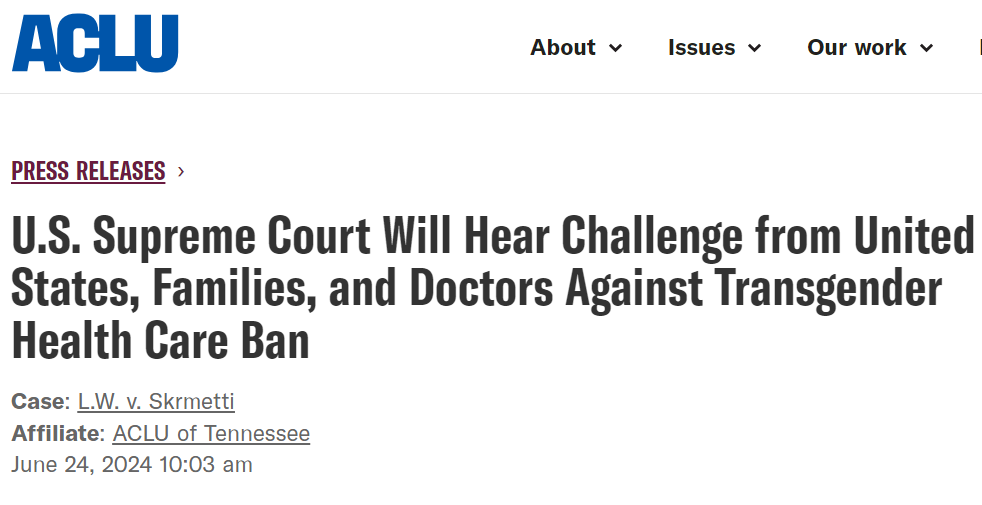 ACLU
About Issues Our work
PRESS RELEASES ›
U.S. Supreme Court Will Hear Challenge from United
States, Families, and Doctors Against Transgender
Health Care Ban
Case: L.W. v. Skrmetti
Affiliate: ACLU of Tennessee
June 24, 2024 10:03 am